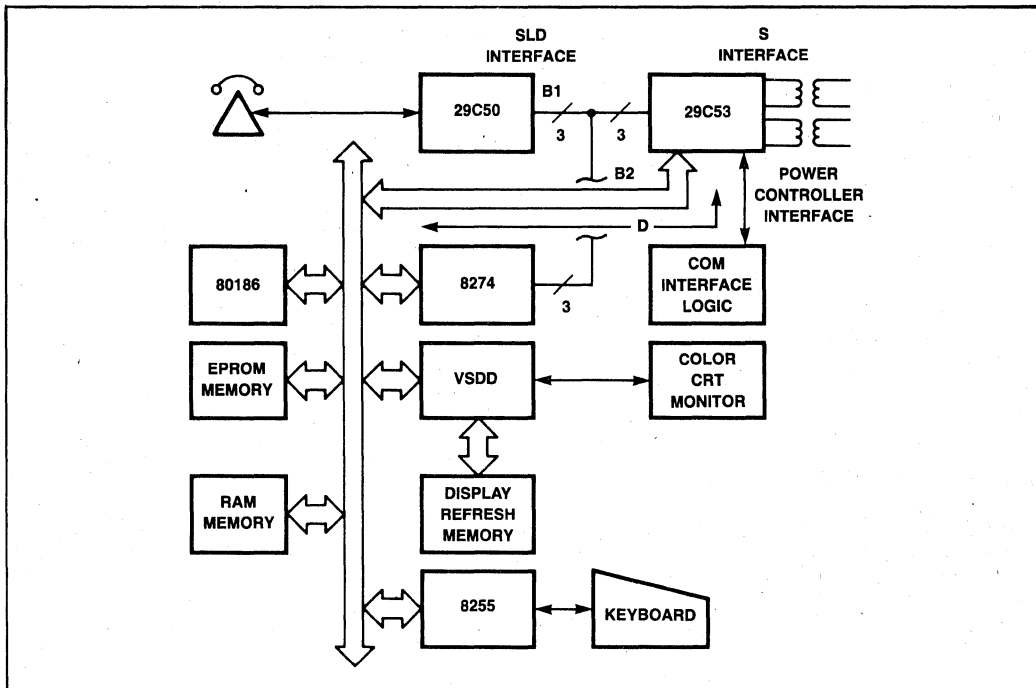 SLD
INTERFACE
S
INTERFACE
29C50
B1
3
3
29C53
B2
POWER
CONTROLLER
INTERFACE
D
80186
8274
3
COM
INTERFACE
LOGIC
EPROM
MEMORY
VSDD
COLOR
CRT
MONITOR
RAM
MEMORY
DISPLAY
REFRESH
MEMORY
8255
KEYBOARD